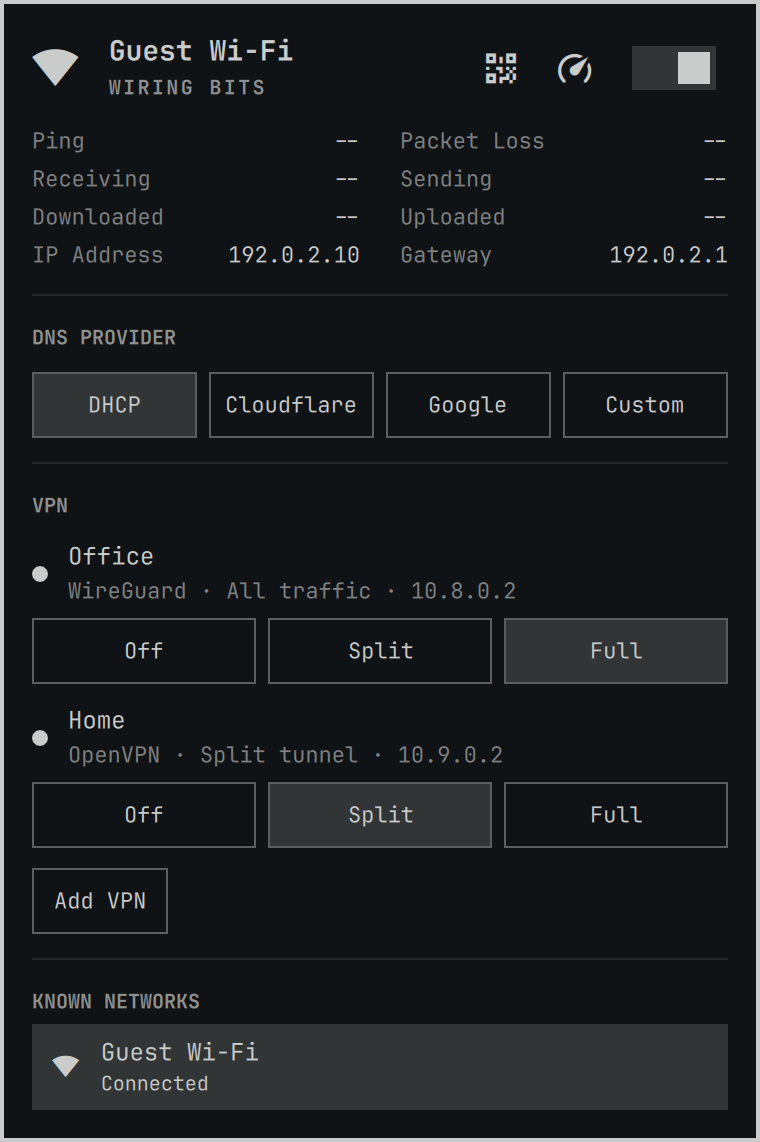 Guest Wi-Fi
WIRING BITS
Ping -- Packet Loss --
Receiving -- Sending --
Downloaded -- Uploaded --
IP Address 192.0.2.10 Gateway 192.0.2.1
DNS PROVIDER
DHCP Cloudflare Google Custom
VPN
Office
WireGuard · All traffic · 10.8.0.2
Off Split Full
Home
OpenVPN · Split tunnel · 10.9.0.2
Off Split Full
Add VPN
KNOWN NETWORKS
Guest Wi-Fi
Connected